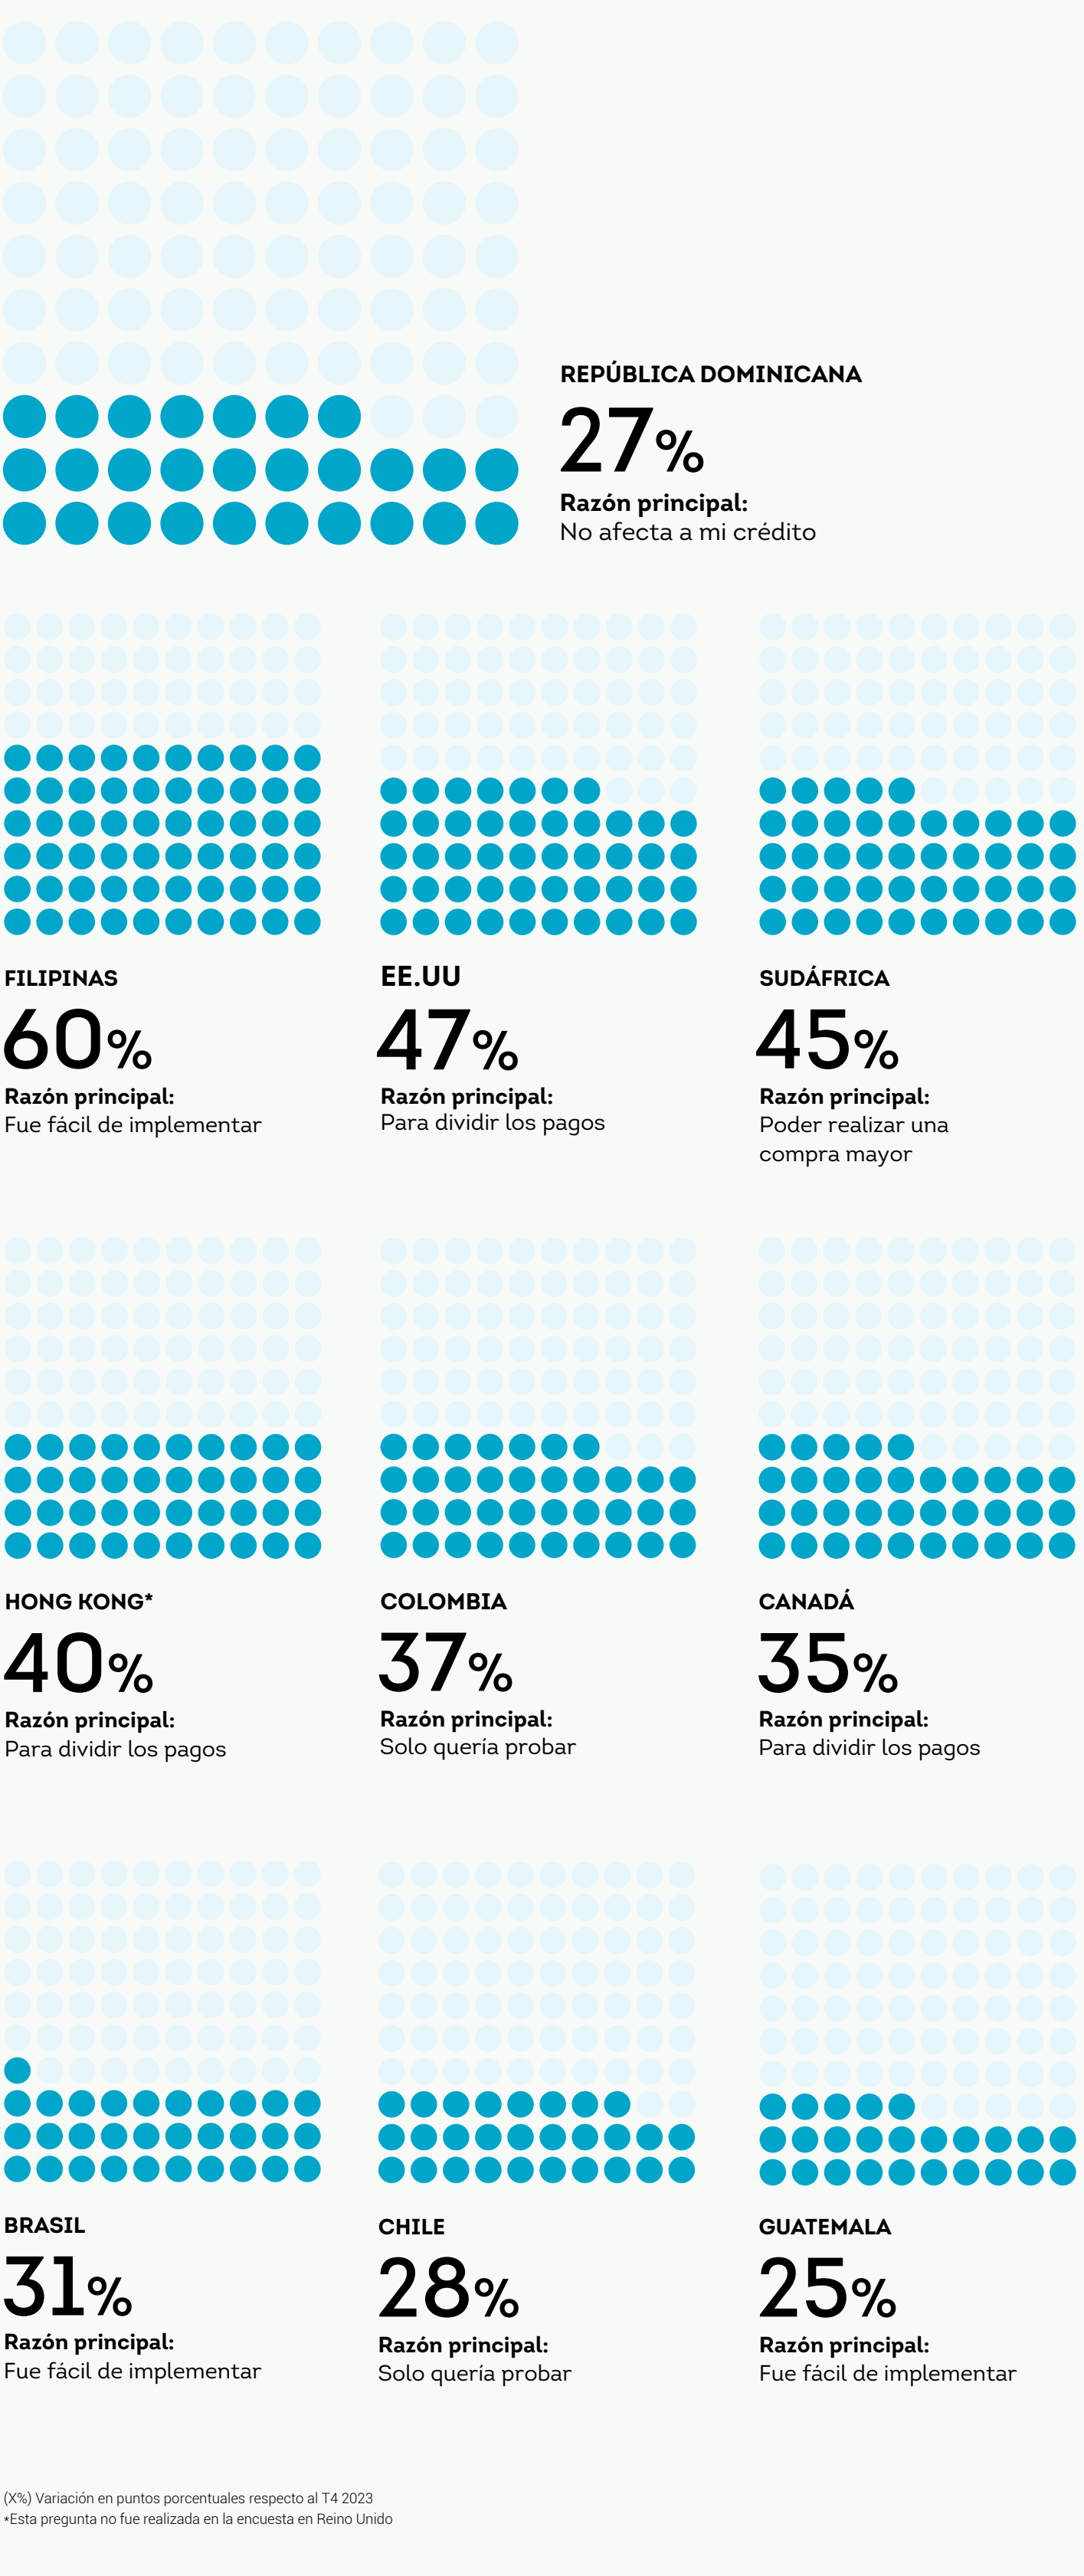 REPÚBLICA DOMINICANA
27%
Razón principal:
No afecta a mi crédito
FILIPINAS
60%
Razón principal:
Fue fácil de implementar
EE.UU
47%
Razón principal:
Para dividir los pagos
SUDÁFRICA
45%
Razón principal:
Poder realizar una
compra mayor
HONG KONG*
40%
Razón principal:
Para dividir los pagos
COLOMBIA
37%
Razón principal:
Solo quería probar
CANADÁ
35%
Razón principal:
Para dividir los pagos
BRASIL
31%
Razón principal:
Fue fácil de implementar
CHILE
28%
Razón principal:
Solo quería probar
GUATEMALA
25%
Razón principal:
Fue fácil de implementar
(X%) Variación en puntos porcentuales respecto al T4 2023
*Esta pregunta no fue realizada en la encuesta en Reino Unido